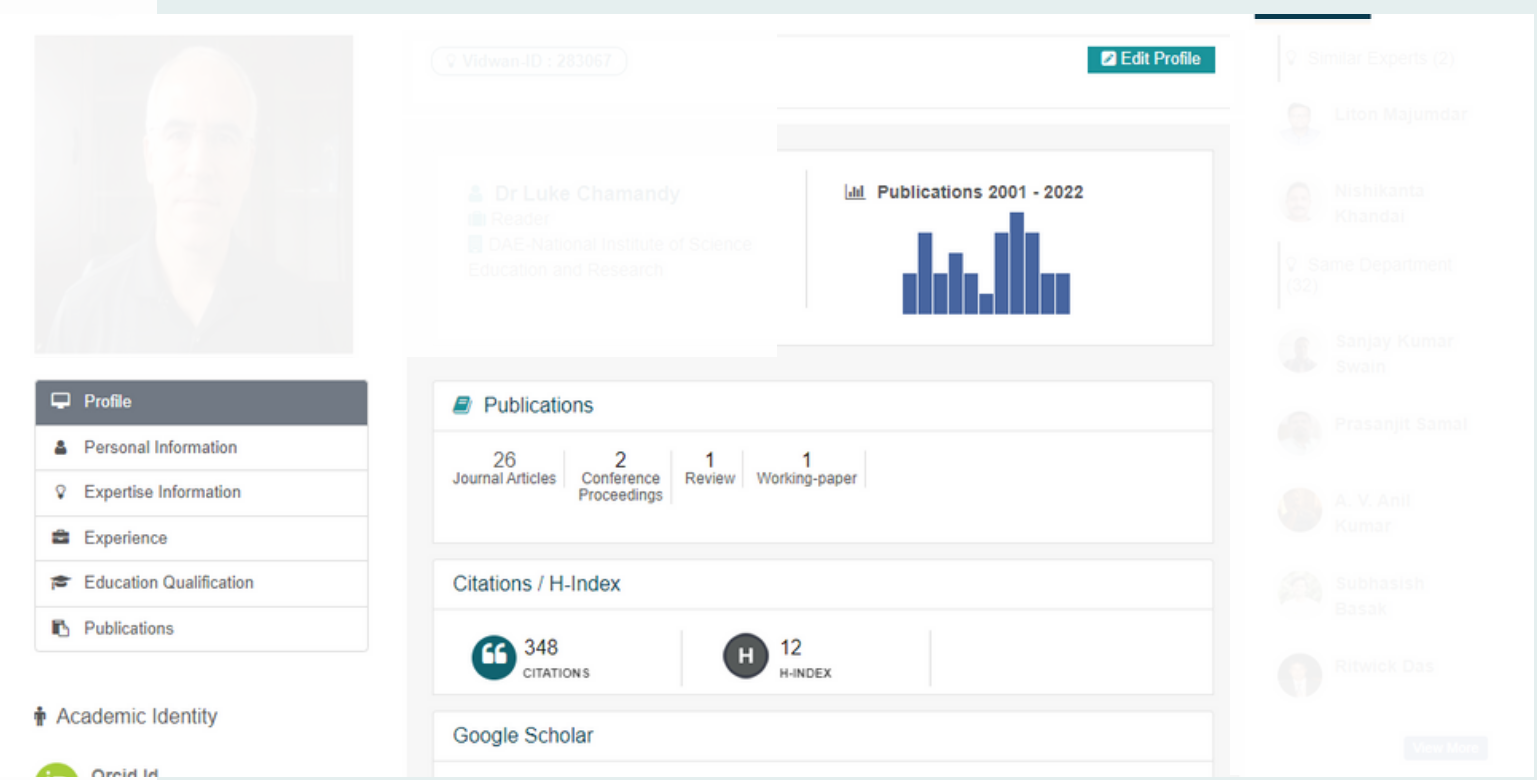 Vidwan-ID : 283067
Edit Profile
Dr Luke Chamandy
Reader
DAE-National Institute of Science
Education and Research
Publications 2001 - 2022
Profile
Personal Information
Expertise Information
Experience
Education Qualification
Publications
Academic Identity
Orcid Id
Publications
26
Journal Articles
2
Conference
Proceedings
1
Review
1
Working-paper
Citations / H-Index
348
CITATIONS
H
12
H-INDEX
Google Scholar
Similar Experts (2)
Liton Majumdar
Nishikanta
Khandai
Same Department
(32)
Sanjay Kumar
Swain
Prasanjit Samal
A. V. Anil
Kumar
Subhasish
Basak
Ritwick Das
View More